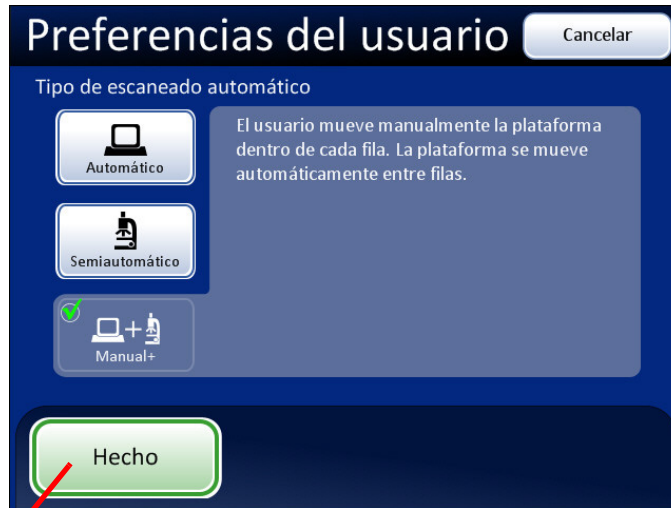 Preferencias del usuario
Cancelar
Tipo de escaneado automático
Automático
El usuario mueve manualmente la plataforma
dentro de cada fila. La plataforma se mueve
automáticamente entre filas.
Semiautomático
Manual+
Hecho